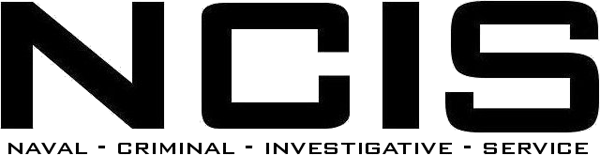 NCIS
NAVAL - CRIMINAL - INVESTIGATIVE - SERVICE